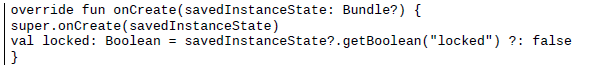 override fun onCreate(savedInstanceState: Bundle?) {
super.onCreate(savedInstanceState)
val locked: Boolean = savedInstanceState?.getBoolean("locked") ?: false
}